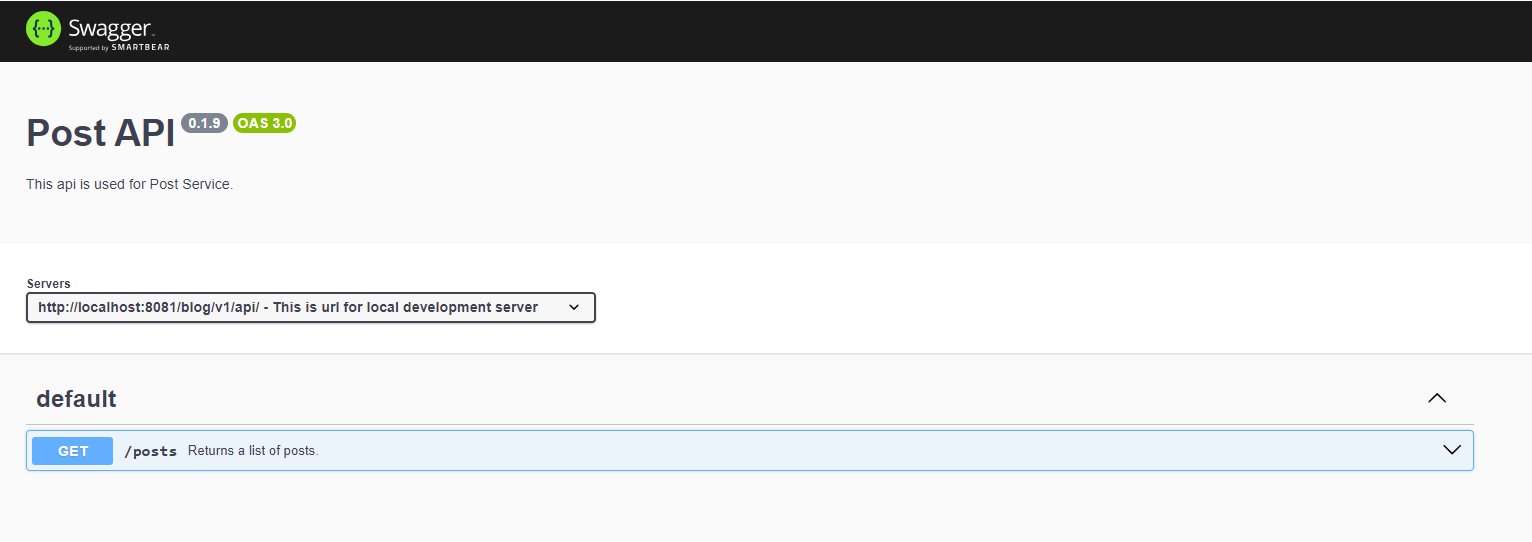 Swagger
Supported by SMARTBEAR
Post API 0.1.9 OAS 3.0
This api is used for Post Service.
Servers
http://localhost:8081/blog/v1/api/ - This is url for local development server
default
GET /posts Returns a list of posts.